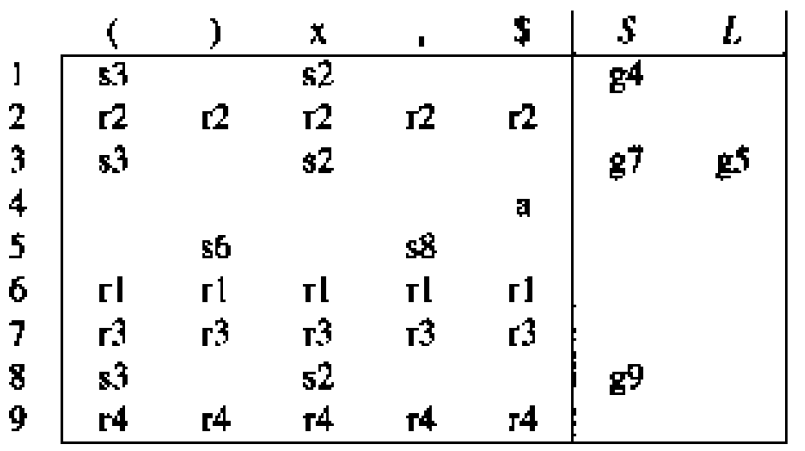 ( ) x , $ S L
1 s3 s2 g4
2 r2 r2 r2 r2 r2
3 s3 s2 g7 g5
4 a
5 s6 s8
6 r1 r1 r1 r1 r1
7 r3 r3 r3 r3 r3
8 s3 s2 g9
9 r4 r4 r4 r4 r4